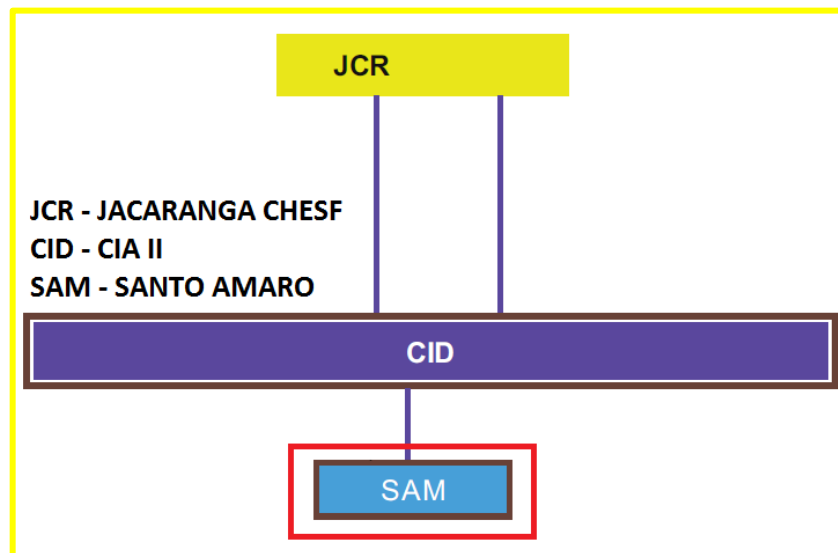 JCR
JCR - JACARANGA CHESF
CID - CIA II
SAM - SANTO AMARO
CID
SAM